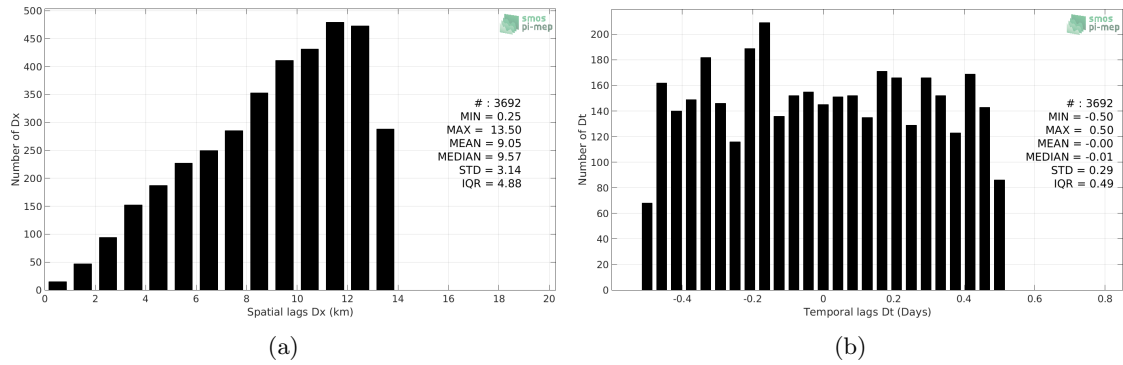 500
450
400
350
300
250
200
150
100
50
0
Number of Dx
0 2 4 6 8 10 12 14 16 18 20
Spatial lags Dx (km)
smos
pi-mep
# : 3692
MIN = 0.25
MAX = 13.50
MEAN = 9.05
MEDIAN = 9.57
STD = 3.14
IQR = 4.88
(a)
200
180
160
140
120
100
80
60
40
20
0
Number of Dt
-0.4 -0.2 0 0.2 0.4 0.6 0.8
Temporal lags Dt (Days)
smos
pi-mep
# : 3692
MIN = -0.50
MAX = 0.50
MEAN = -0.00
MEDIAN = -0.01
STD = 0.29
IQR = 0.49
(b)